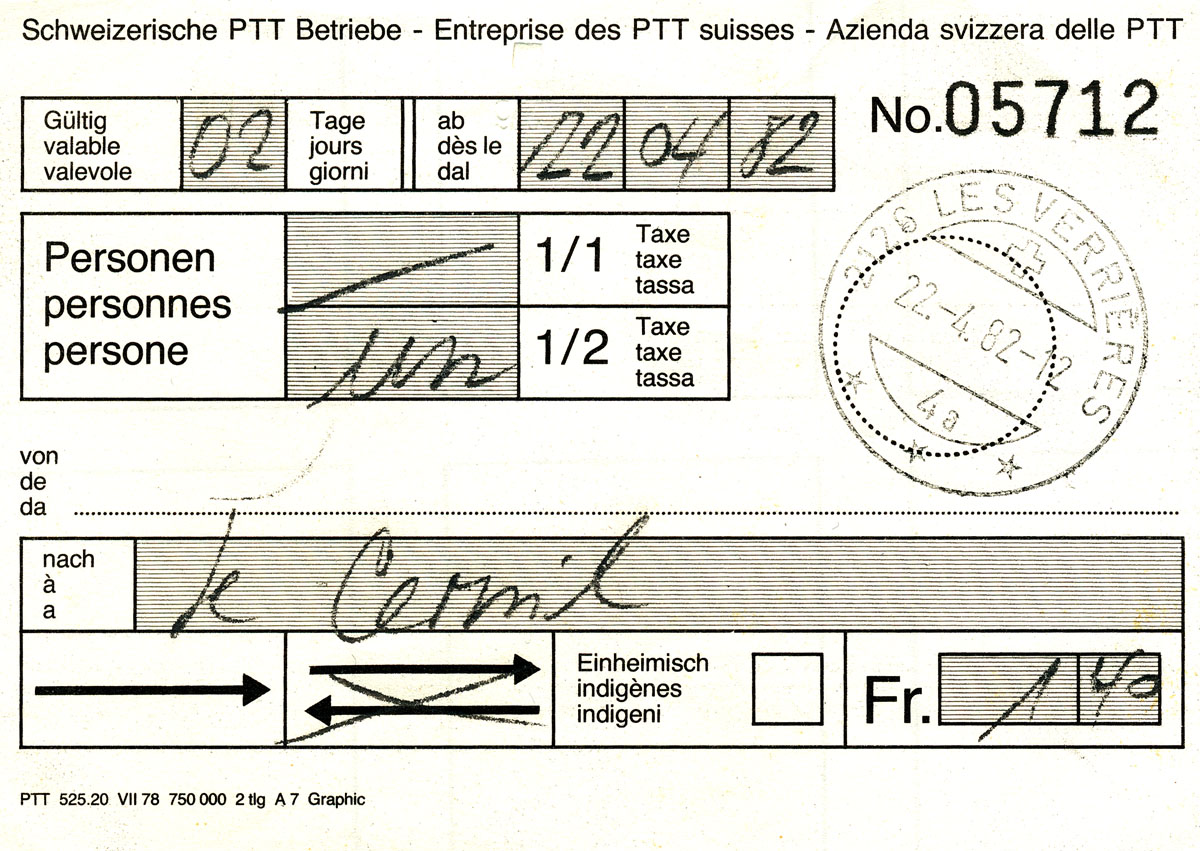 Schweizerische PTT Betriebe - Entreprise des PTT suisses - Azienda svizzera delle PTT
No. 05712
Gültig 02 Tage ab 22 04 82
valable jours dès le
valevole giorni dal
2126 LES VERRIÈRES
22.-4.82-12
4a
Personen
personnes
persone
1/1 Taxe
taxe
tassa
un 1/2 Taxe
taxe
tassa
von
de
da
nach
à
a
le Cernil
Einheimisch
indigènes
indigeni
Fr. 1 40
PTT 525.20 VII 78 750 000 2 tlg A 7 Graphic